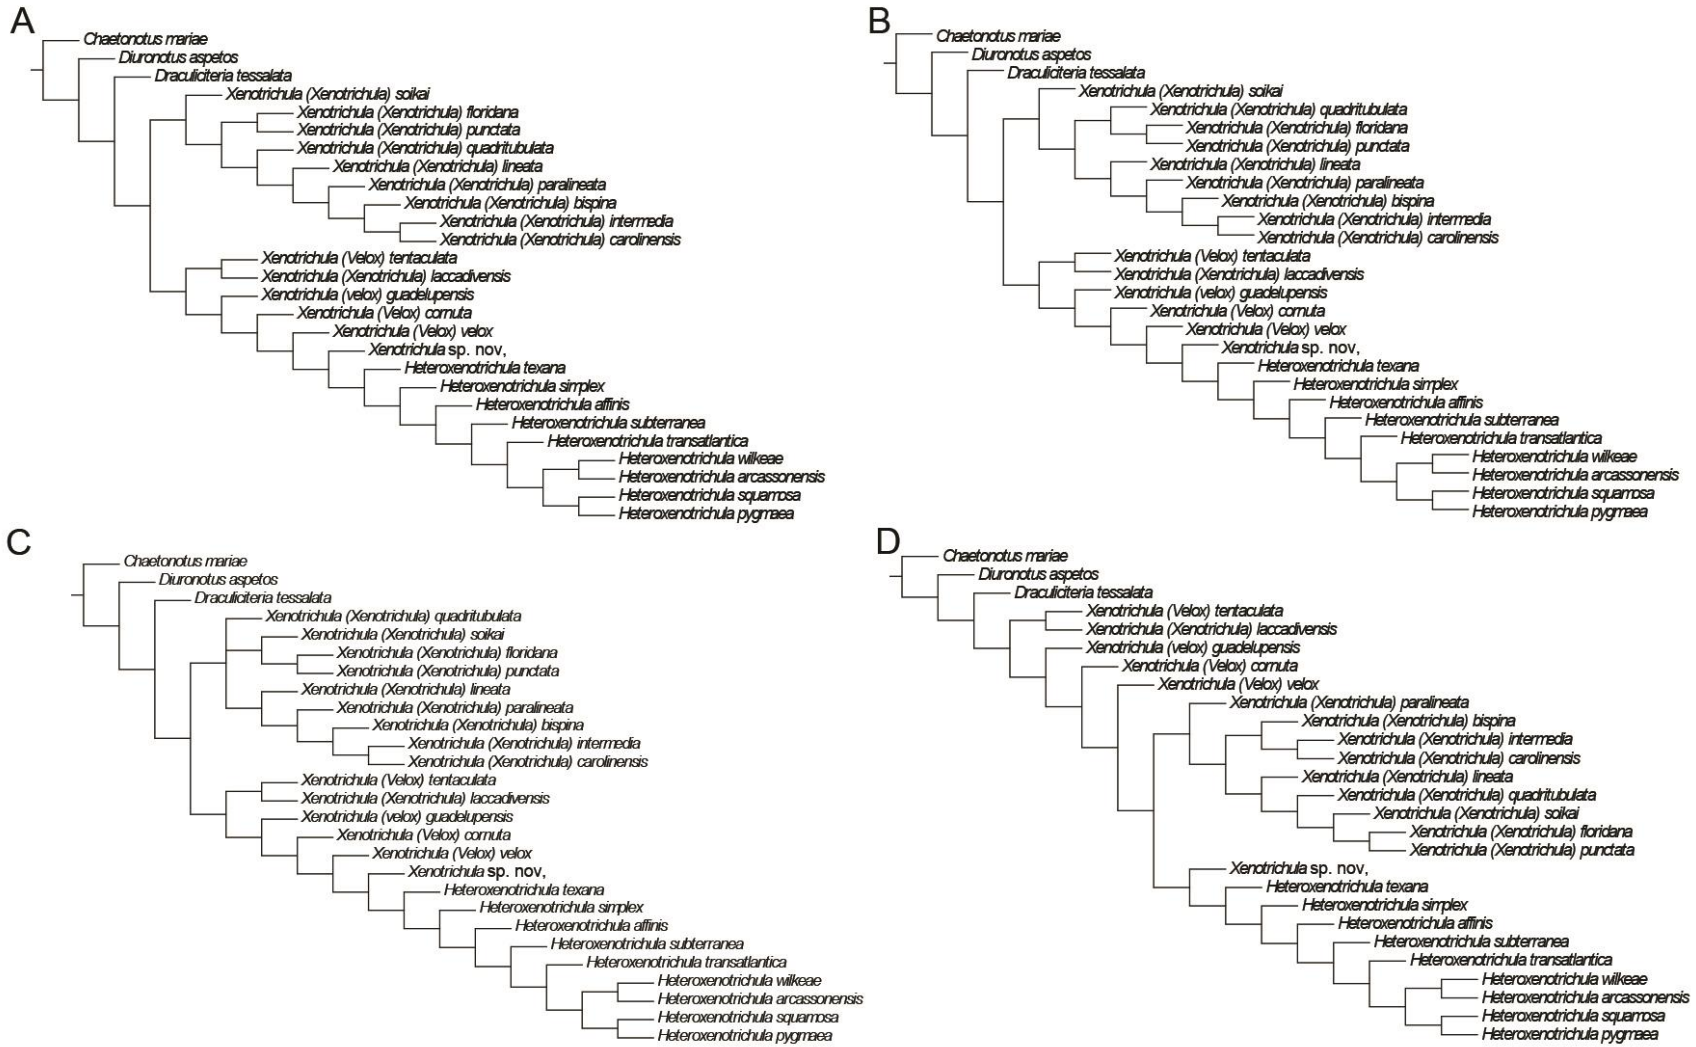 A
Chaetonotus mariae
Diuronotus aspetos
Draculiciteria tessalata
Xenotrichula (Xenotrichula) soikai
Xenotrichula (Xenotrichula) floridana
Xenotrichula (Xenotrichula) punctata
Xenotrichula (Xenotrichula) quadritubulata
Xenotrichula (Xenotrichula) lineata
Xenotrichula (Xenotrichula) paralineata
Xenotrichula (Xenotrichula) bispina
Xenotrichula (Xenotrichula) intermedia
Xenotrichula (Xenotrichula) carolinensis
Xenotrichula (Velox) tentaculata
Xenotrichula (Xenotrichula) laccadivensis
Xenotrichula (velox) guadelupensis
Xenotrichula (Velox) cornuta
Xenotrichula (Velox) velox
Xenotrichula sp. nov,
Heteroxenotrichula texana
Heteroxenotrichula simplex
Heteroxenotrichula affinis
Heteroxenotrichula subterranea
Heteroxenotrichula transatlantica
Heteroxenotrichula wilkeae
Heteroxenotrichula arcassonensis
Heteroxenotrichula squamosa
Heteroxenotrichula pygmaea
B
Chaetonotus mariae
Diuronotus aspetos
Draculiciteria tessalata
Xenotrichula (Xenotrichula) soikai
Xenotrichula (Xenotrichula) quadritubulata
Xenotrichula (Xenotrichula) floridana
Xenotrichula (Xenotrichula) punctata
Xenotrichula (Xenotrichula) lineata
Xenotrichula (Xenotrichula) paralineata
Xenotrichula (Xenotrichula) bispina
Xenotrichula (Xenotrichula) intermedia
Xenotrichula (Xenotrichula) carolinensis
Xenotrichula (Velox) tentaculata
Xenotrichula (Xenotrichula) laccadivensis
Xenotrichula (velox) guadelupensis
Xenotrichula (Velox) cornuta
Xenotrichula (Velox) velox
Xenotrichula sp. nov,
Heteroxenotrichula texana
Heteroxenotrichula simplex
Heteroxenotrichula affinis
Heteroxenotrichula subterranea
Heteroxenotrichula transatlantica
Heteroxenotrichula wilkeae
Heteroxenotrichula arcassonensis
Heteroxenotrichula squamosa
Heteroxenotrichula pygmaea
C
Chaetonotus mariae
Diuronotus aspetos
Draculiciteria tessalata
Xenotrichula (Xenotrichula) quadritubulata
Xenotrichula (Xenotrichula) soikai
Xenotrichula (Xenotrichula) floridana
Xenotrichula (Xenotrichula) punctata
Xenotrichula (Xenotrichula) lineata
Xenotrichula (Xenotrichula) paralineata
Xenotrichula (Xenotrichula) bispina
Xenotrichula (Xenotrichula) intermedia
Xenotrichula (Xenotrichula) carolinensis
Xenotrichula (Velox) tentaculata
Xenotrichula (Xenotrichula) laccadivensis
Xenotrichula (velox) guadelupensis
Xenotrichula (Velox) cornuta
Xenotrichula (Velox) velox
Xenotrichula sp. nov,
Heteroxenotrichula texana
Heteroxenotrichula simplex
Heteroxenotrichula affinis
Heteroxenotrichula subterranea
Heteroxenotrichula transatlantica
Heteroxenotrichula wilkeae
Heteroxenotrichula arcassonensis
Heteroxenotrichula squamosa
Heteroxenotrichula pygmaea
D
Chaetonotus mariae
Diuronotus aspetos
Draculiciteria tessalata
Xenotrichula (Velox) tentaculata
Xenotrichula (Xenotrichula) laccadivensis
Xenotrichula (velox) guadelupensis
Xenotrichula (Velox) cornuta
Xenotrichula (Velox) velox
Xenotrichula (Xenotrichula) paralineata
Xenotrichula (Xenotrichula) bispina
Xenotrichula (Xenotrichula) intermedia
Xenotrichula (Xenotrichula) carolinensis
Xenotrichula (Xenotrichula) lineata
Xenotrichula (Xenotrichula) quadritubulata
Xenotrichula (Xenotrichula) soikai
Xenotrichula (Xenotrichula) floridana
Xenotrichula (Xenotrichula) punctata
Xenotrichula sp. nov,
Heteroxenotrichula texana
Heteroxenotrichula simplex
Heteroxenotrichula affinis
Heteroxenotrichula subterranea
Heteroxenotrichula transatlantica
Heteroxenotrichula wilkeae
Heteroxenotrichula arcassonensis
Heteroxenotrichula squamosa
Heteroxenotrichula pygmaea